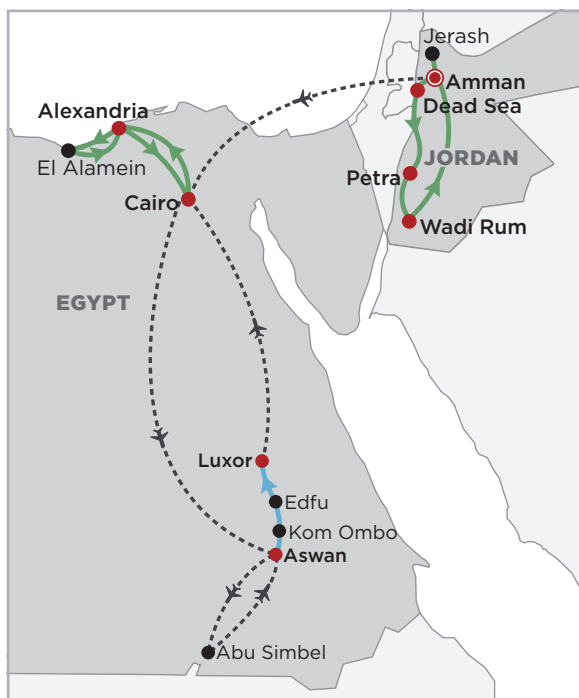 Jerash
Amman
Dead Sea
Alexandria
El Alamein
JORDAN
Petra
Cairo
Wadi Rum
EGYPT
Luxor
Edfu
Kom Ombo
Aswan
Abu Simbel